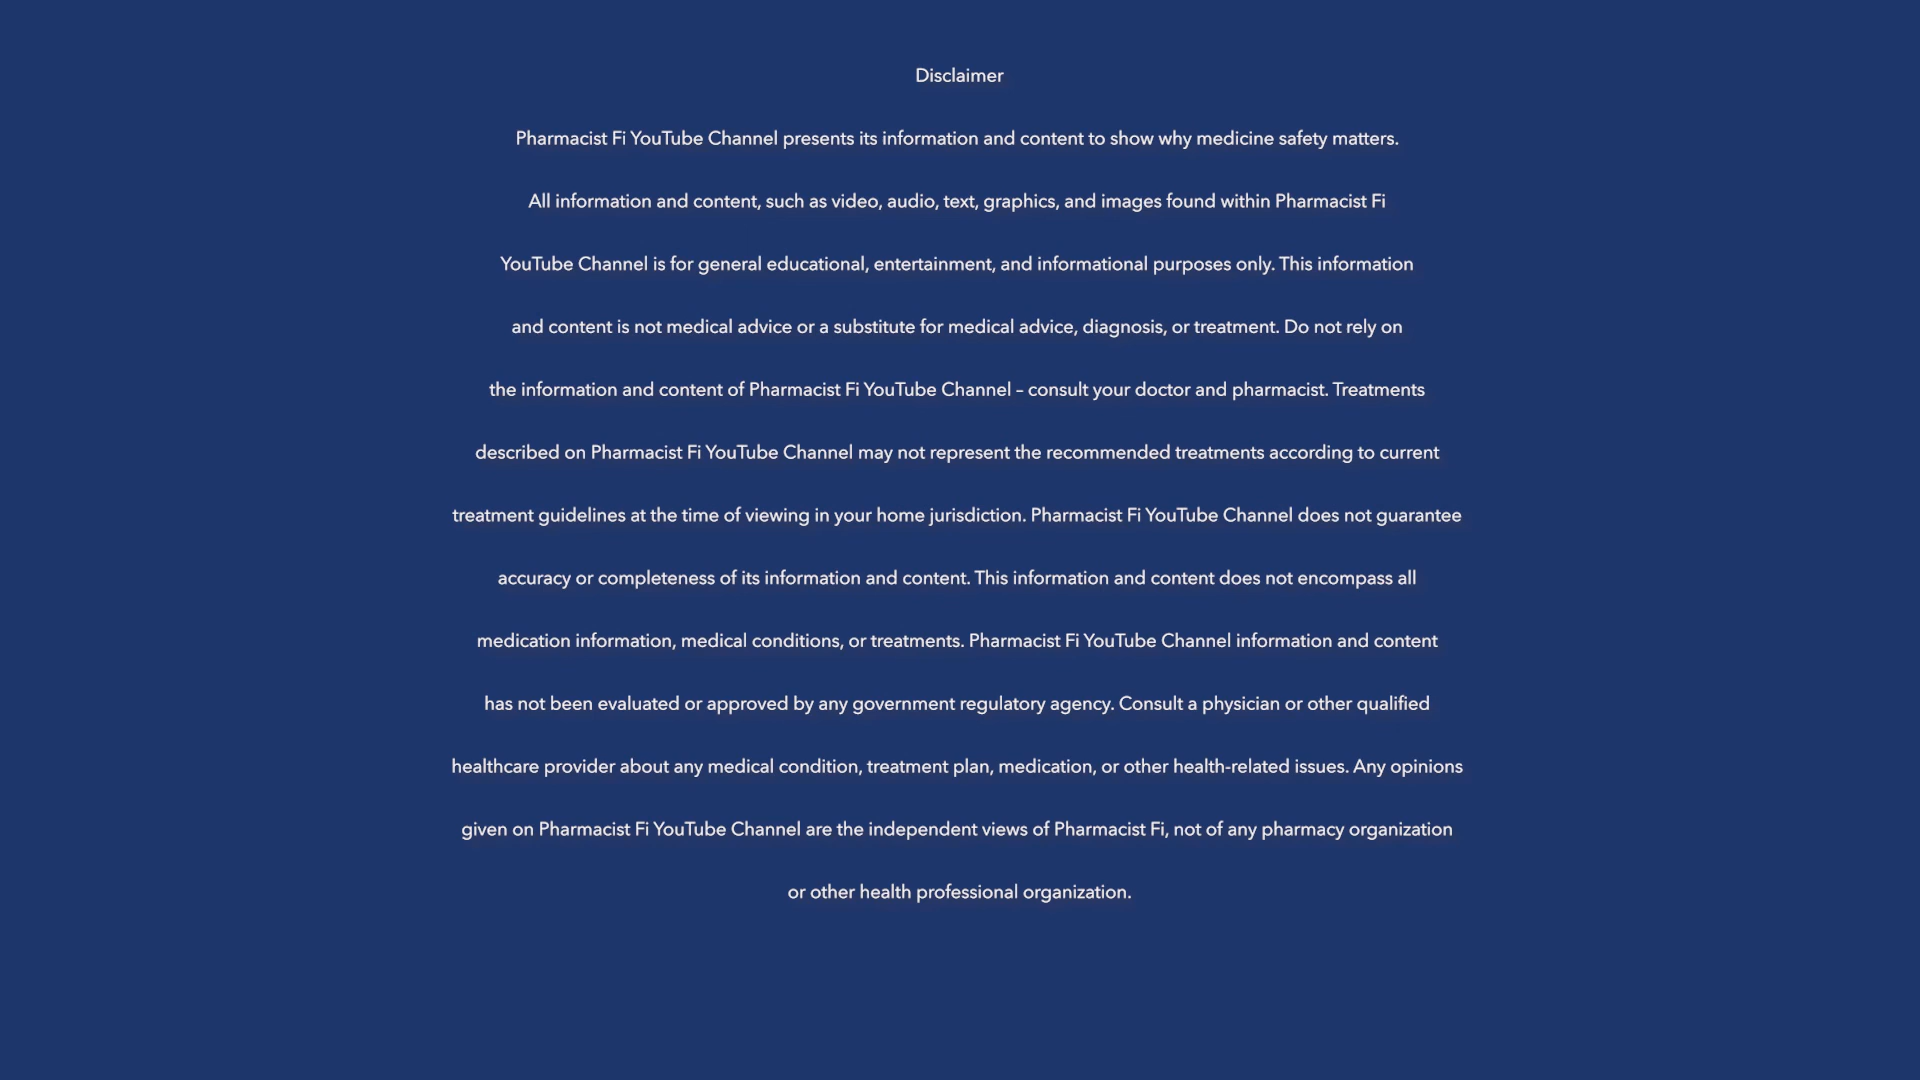 Disclaimer
Pharmacist Fi YouTube Channel presents its information and content to show why medicine safety matters.
All information and content, such as video, audio, text, graphics, and images found within Pharmacist Fi
YouTube Channel is for general educational, entertainment, and informational purposes only. This information
and content is not medical advice or a substitute for medical advice, diagnosis, or treatment. Do not rely on
the information and content of Pharmacist Fi YouTube Channel – consult your doctor and pharmacist. Treatments
described on Pharmacist Fi YouTube Channel may not represent the recommended treatments according to current
treatment guidelines at the time of viewing in your home jurisdiction. Pharmacist Fi YouTube Channel does not guarantee
accuracy or completeness of its information and content. This information and content does not encompass all
medication information, medical conditions, or treatments. Pharmacist Fi YouTube Channel information and content
has not been evaluated or approved by any government regulatory agency. Consult a physician or other qualified
healthcare provider about any medical condition, treatment plan, medication, or other health-related issues. Any opinions
given on Pharmacist Fi YouTube Channel are the independent views of Pharmacist Fi, not of any pharmacy organization
or other health professional organization.